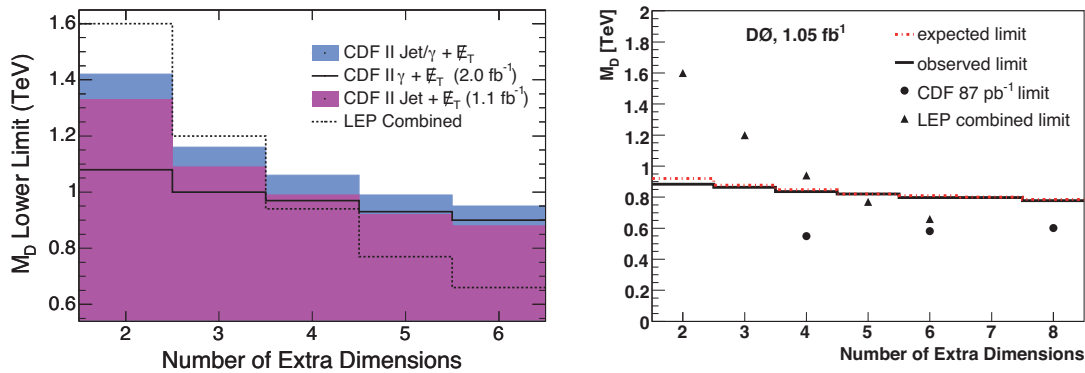 M_D Lower Limit (TeV)
1.6
1.4
1.2
1
0.8
0.6
CDF II Jet/γ + E̸_T
CDF II γ + E̸_T (2.0 fb⁻¹)
CDF II Jet + E̸_T (1.1 fb⁻¹)
LEP Combined
2 3 4 5 6
Number of Extra Dimensions
M_D [TeV]
2
1.8
1.6
1.4
1.2
1
0.8
0.6
0.4
0.2
0
DØ, 1.05 fb⁻¹
expected limit
observed limit
CDF 87 pb⁻¹ limit
LEP combined limit
2 3 4 5 6 7 8
Number of Extra Dimensions